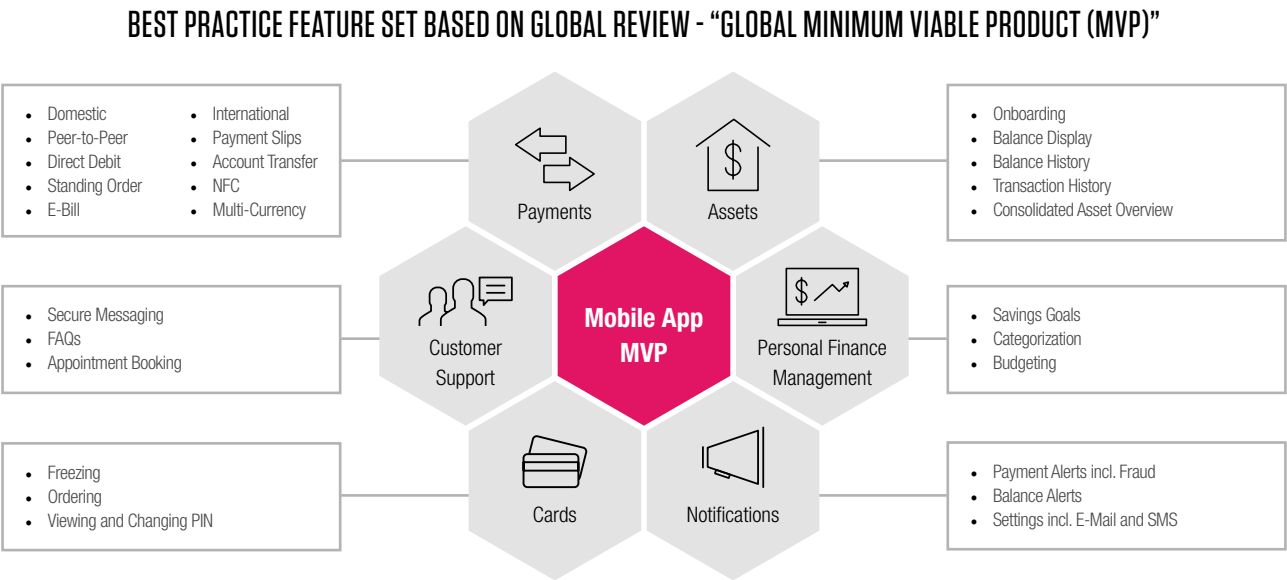 BEST PRACTICE FEATURE SET BASED ON GLOBAL REVIEW - “GLOBAL MINIMUM VIABLE PRODUCT (MVP)”
• Domestic
• Peer-to-Peer
• Direct Debit
• Standing Order
• E-Bill
• International
• Payment Slips
• Account Transfer
• NFC
• Multi-Currency
Payments
$
Assets
• Onboarding
• Balance Display
• Balance History
• Transaction History
• Consolidated Asset Overview
• Secure Messaging
• FAQs
• Appointment Booking
Customer
Support
Mobile App
MVP
$
Personal Finance
Management
• Savings Goals
• Categorization
• Budgeting
• Freezing
• Ordering
• Viewing and Changing PIN
Cards
Notifications
• Payment Alerts incl. Fraud
• Balance Alerts
• Settings incl. E-Mail and SMS